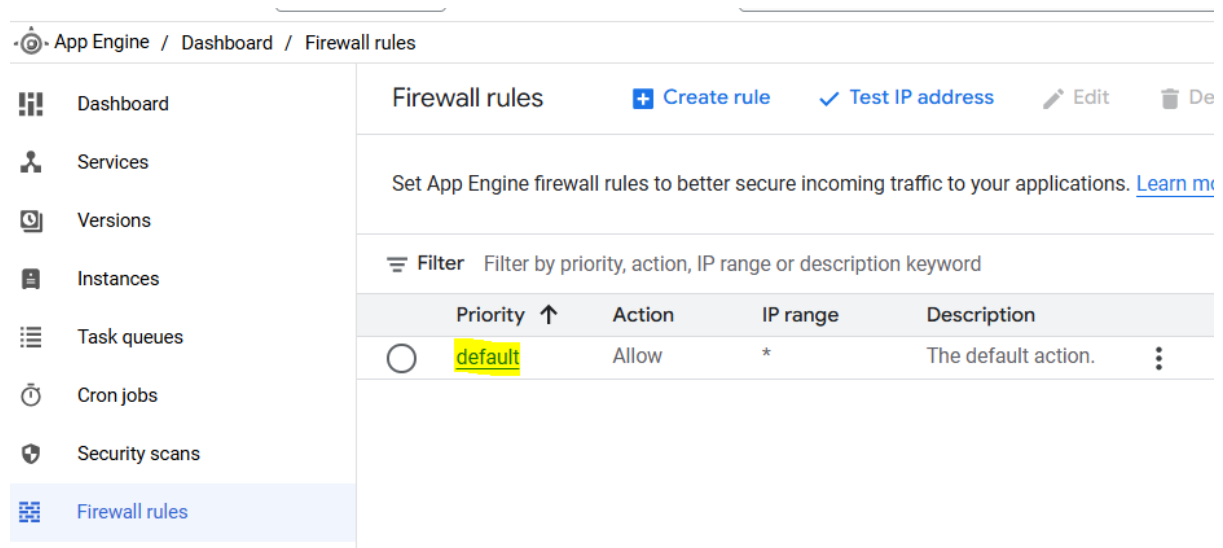 App Engine / Dashboard / Firewall rules
Dashboard
Services
Versions
Instances
Task queues
Cron jobs
Security scans
Firewall rules
Firewall rules Create rule Test IP address Edit De
Set App Engine firewall rules to better secure incoming traffic to your applications. Learn mo
Filter Filter by priority, action, IP range or description keyword
Priority Action IP range Description
default Allow * The default action.